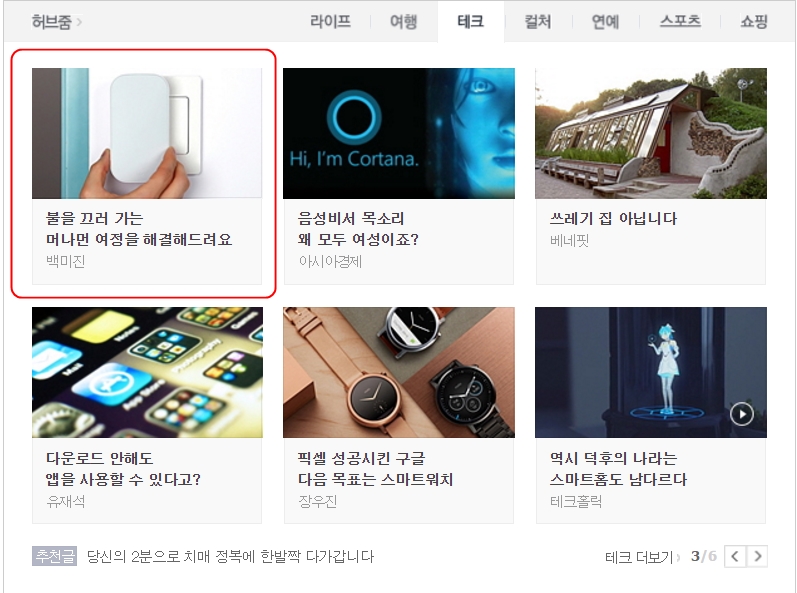 허브줌 >
라이프
여행
테크
컬처
연예
스포츠
쇼핑
불을 끄러 가는
머나먼 여정을 해결해드려요
백미진
Hi, I'm Cortana.
음성비서 목소리
왜 모두 여성이죠?
아시아경제
쓰레기 집 아닙니다
베네핏
Mail
Notes
App Store
Photography
Games
다운로드 안해도
앱을 사용할 수 있다고?
유재석
픽셀 성공시킨 구글
다음 목표는 스마트워치
장우진
역시 덕후의 나라는
스마트홈도 남다르다
테크홀릭
추천글 당신의 2분으로 치매 정복에 한발짝 다가갑니다
테크 더보기 > 3/6 < >